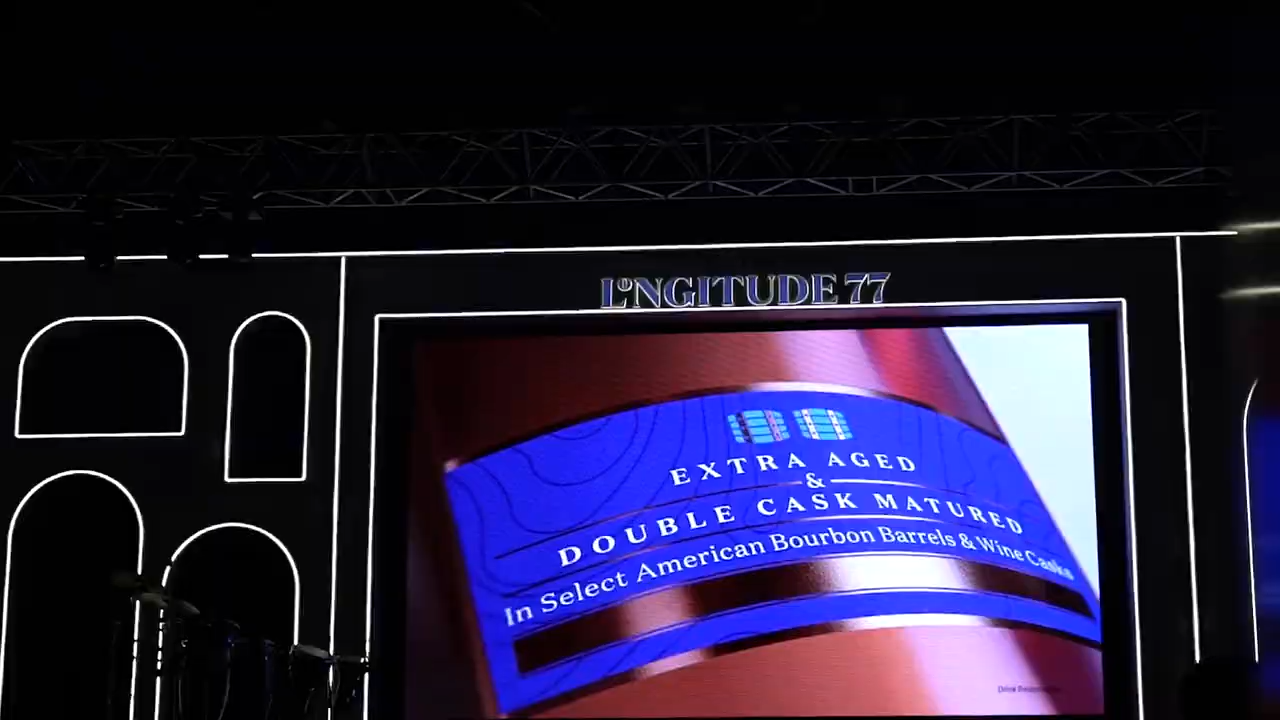 LONGITUDE 77
EXTRA AGED
&
DOUBLE CASK MATURED
In Select American Bourbon Barrels & Wine Casks